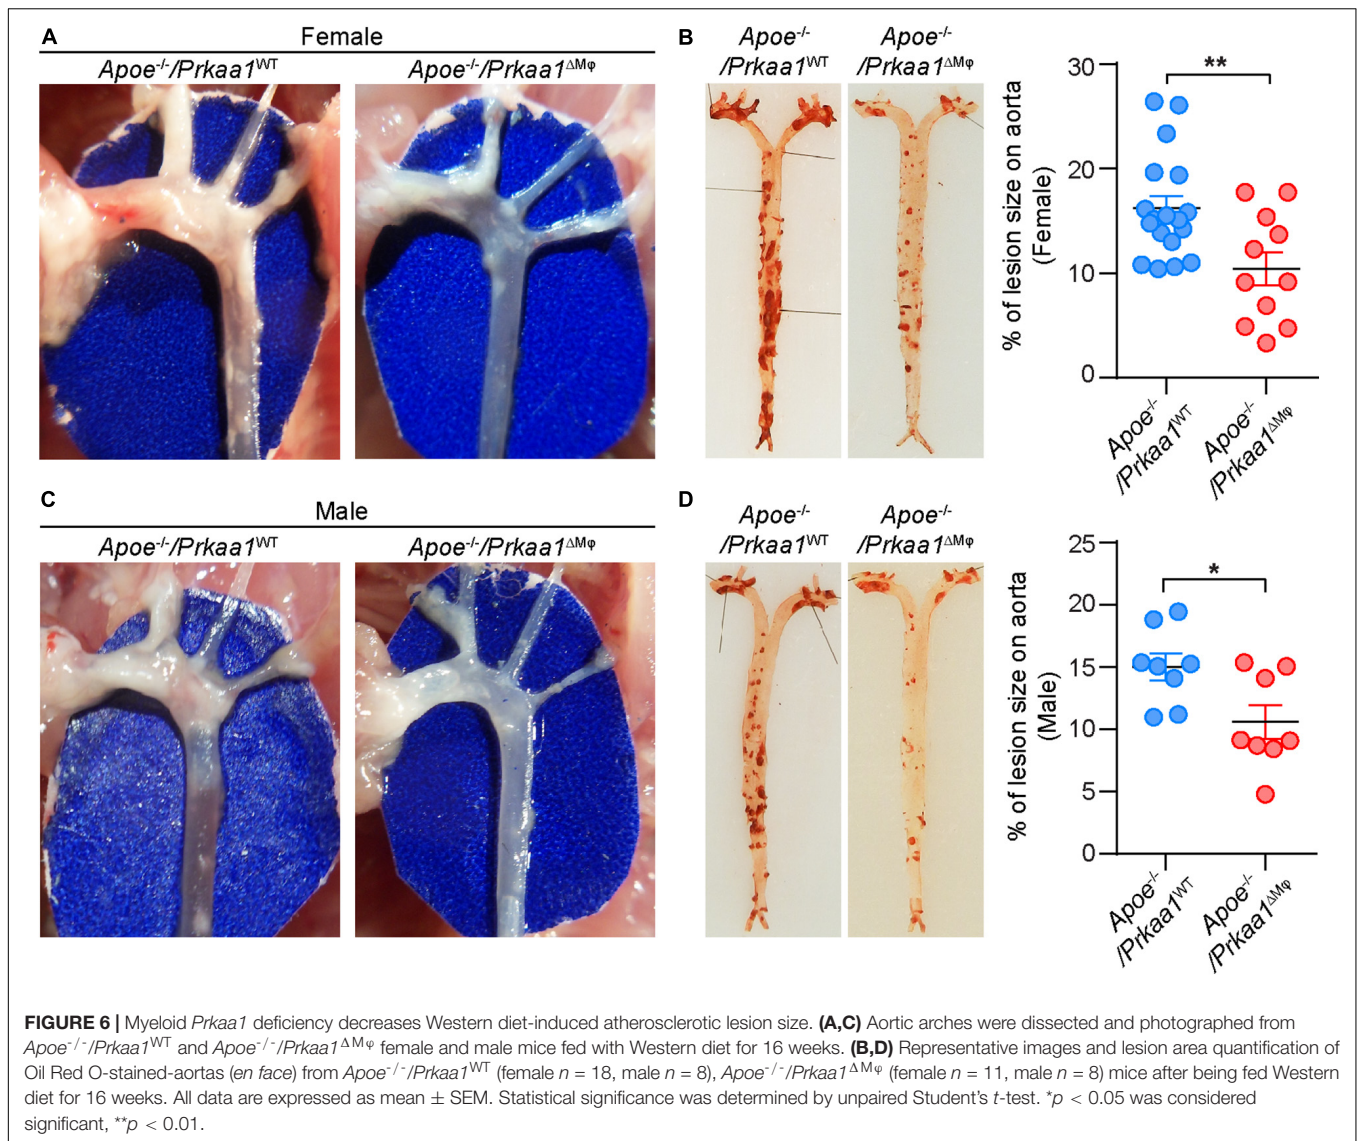 A
Female
Apoe-/-/Prkaa1WT
Apoe-/-/Prkaa1ΔMφ
B
Apoe-/-
/Prkaa1WT
Apoe-/-
/Prkaa1ΔMφ
% of lesion size on aorta
(Female)
30
20
10
0
**
Apoe-/-
/Prkaa1WT
Apoe-/-
/Prkaa1ΔMφ
C
Male
Apoe-/-/Prkaa1WT
Apoe-/-/Prkaa1ΔMφ
D
Apoe-/-
/Prkaa1WT
Apoe-/-
/Prkaa1ΔMφ
% of lesion size on aorta
(Male)
25
20
15
10
5
0
*
Apoe-/-
/Prkaa1WT
Apoe-/-
/Prkaa1ΔMφ
FIGURE 6 | Myeloid Prkaa1 deficiency decreases Western diet-induced atherosclerotic lesion size. (A,C) Aortic arches were dissected and photographed from
Apoe-/-/Prkaa1WT and Apoe-/-/Prkaa1ΔMφ female and male mice fed with Western diet for 16 weeks. (B,D) Representative images and lesion area quantification of
Oil Red O-stained-aortas (en face) from Apoe-/-/Prkaa1WT (female n = 18, male n = 8), Apoe-/-/Prkaa1ΔMφ (female n = 11, male n = 8) mice after being fed Western
diet for 16 weeks. All data are expressed as mean ± SEM. Statistical significance was determined by unpaired Student's t-test. *p < 0.05 was considered
significant, **p < 0.01.